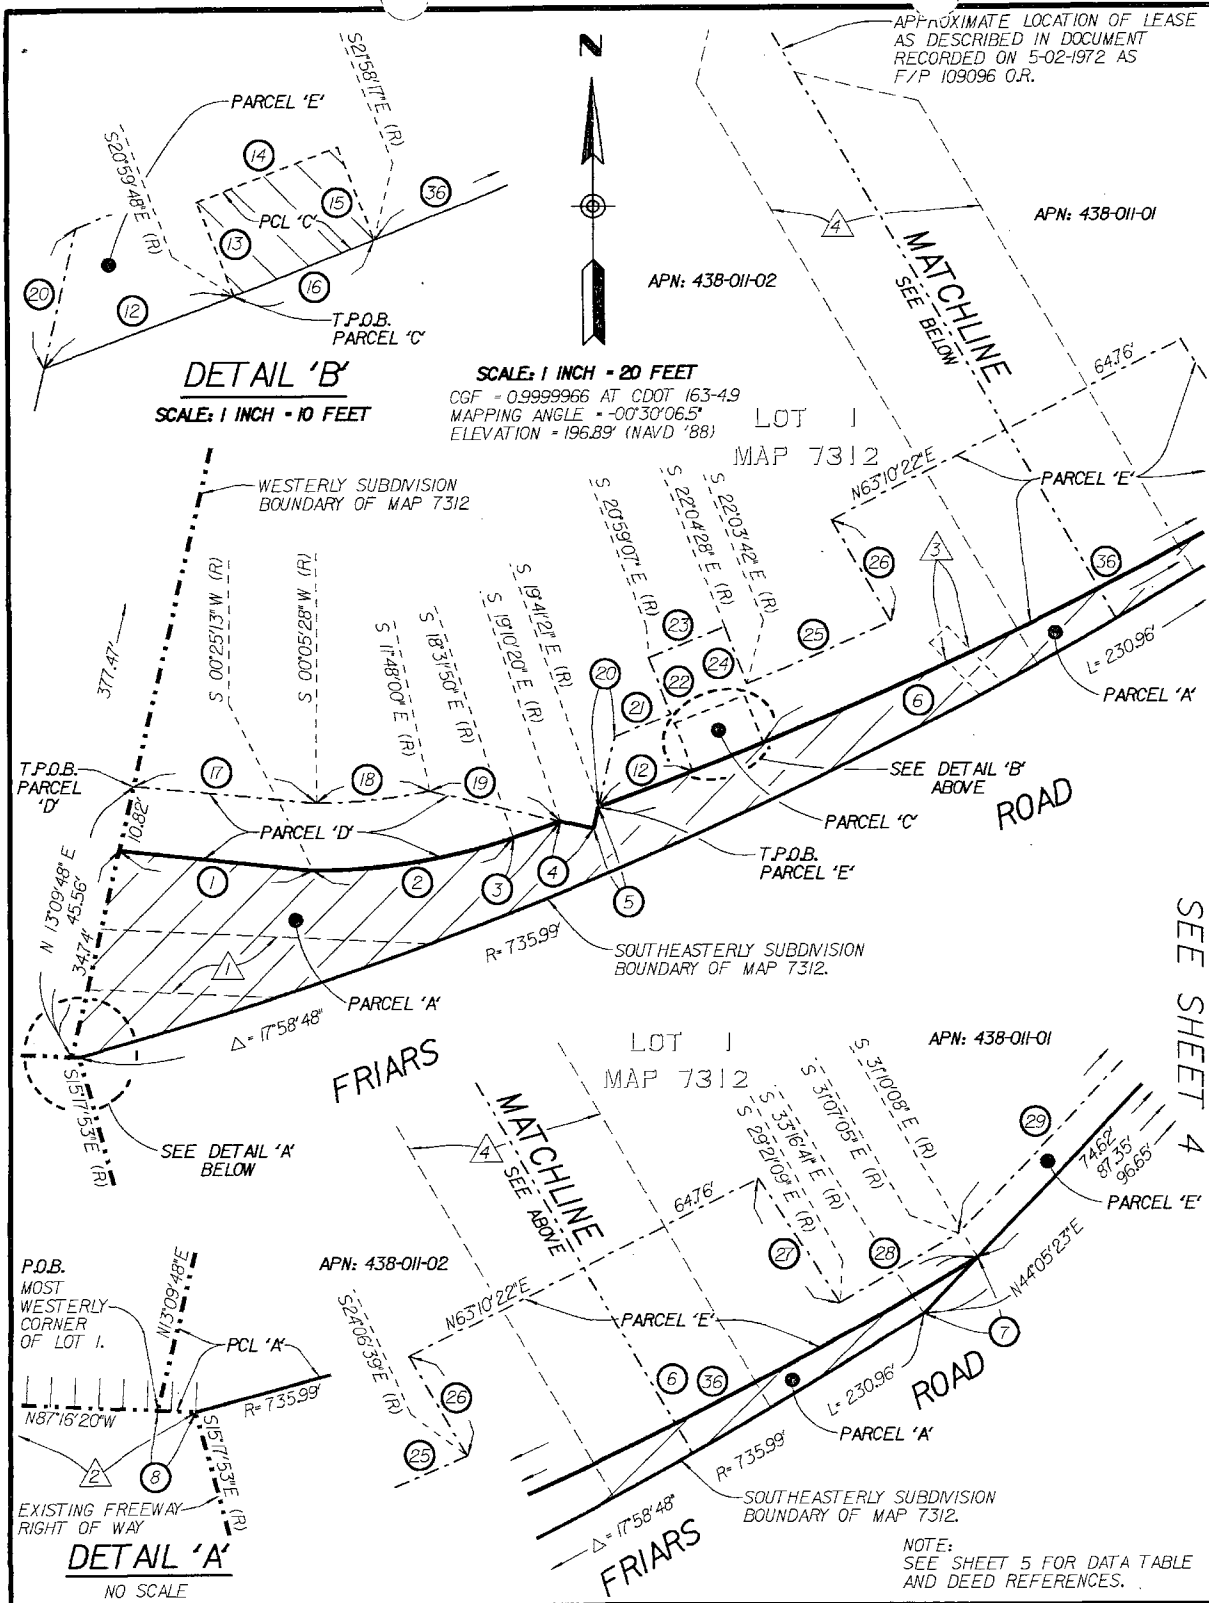 APPROXIMATE LOCATION OF LEASE
AS DESCRIBED IN DOCUMENT
RECORDED ON 5-02-1972 AS
F/P 109096 O.R.
S21°58'17"E (R)
PARCEL 'E'
S20°59'48"E (R)
14
PCL 'C'
15
36
13
16
20
12
T.P.O.B.
PARCEL 'C'
DETAIL 'B'
SCALE: 1 INCH = 10 FEET
N
APN: 438-011-02
SCALE: 1 INCH = 20 FEET
CGF = 0.9999966 AT CDOT 163-4.9
MAPPING ANGLE = -00°30'06.5"
ELEVATION = 196.89' (NAVD '88)
4
APN: 438-011-01
MATCHLINE
SEE BELOW
64.76'
LOT 1
MAP 7312
N63°10'22"E
PARCEL 'E'
WESTERLY SUBDIVISION
BOUNDARY OF MAP 7312
377.47'
S 00°25'13" W (R)
S 00°05'28" W (R)
S 11°48'00" E (R)
S 18°31'50" E (R)
S 19°10'20" E (R)
S 19°41'21" E (R)
S 20°59'07" E (R)
S 22°04'28" E (R)
S 22°03'42" E (R)
26
3
36
23
25
24
22
20
21
6
L= 230.96'
PARCEL 'A'
T.P.O.B.
PARCEL
'D'
17
18
19
12
SEE DETAIL 'B'
ABOVE
10.82'
PARCEL 'D'
PARCEL 'C'
ROAD
T.P.O.B.
PARCEL 'E'
1
2
3
4
5
N 13°09'48" E
45.56'
34.74'
1
R= 735.99'
SOUTHEASTERLY SUBDIVISION
BOUNDARY OF MAP 7312.
PARCEL 'A'
Δ= 17°58'48"
FRIARS
S15°17'53"E (R)
SEE DETAIL 'A'
BELOW
SEE SHEET 4
LOT 1
MAP 7312
APN: 438-011-01
MATCHLINE
SEE ABOVE
4
64.76'
S 29°21'09" E (R)
S 33°16'41" E (R)
S 31°07'05" E (R)
S 31°10'08" E (R)
29
74.62'
87.35'
96.65'
PARCEL 'E'
27
28
N44°05'23"E
7
APN: 438-011-02
N63°10'22"E
S24°06'39"E (R)
PARCEL 'E'
26
25
6
36
L= 230.96'
ROAD
PARCEL 'A'
R= 735.99'
SOUTHEASTERLY SUBDIVISION
BOUNDARY OF MAP 7312.
Δ= 17°58'48"
FRIARS
P.O.B.
MOST
WESTERLY
CORNER
OF LOT 1.
N13°09'48"E
PCL 'A'
R= 735.99'
N87°16'20"W
2
8
S15°17'53"E (R)
EXISTING FREEWAY
RIGHT OF WAY
DETAIL 'A'
NO SCALE
NOTE:
SEE SHEET 5 FOR DATA TABLE
AND DEED REFERENCES.